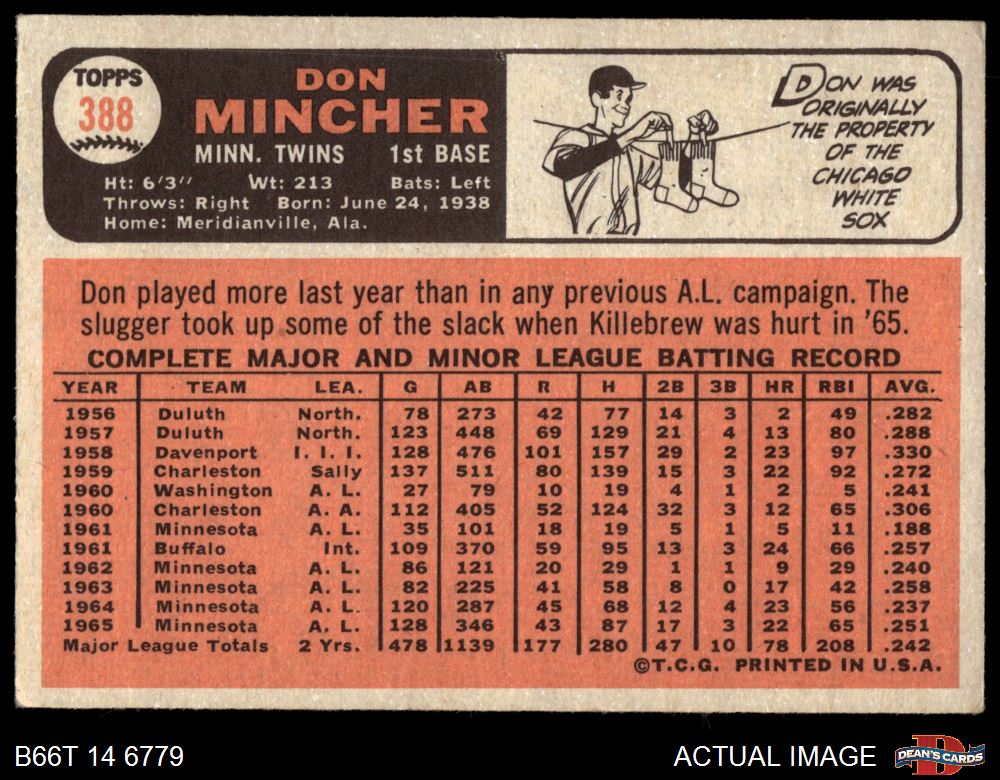 TOPPS
388
DON
MINCHER
MINN. TWINS 1st BASE
Ht: 6'3" Wt: 213 Bats: Left
Throws: Right Born: June 24, 1938
Home: Meridianville, Ala.
DON WAS
ORIGINALLY
THE PROPERTY
OF THE
CHICAGO
WHITE
SOX
Don played more last year than in any previous A.L. campaign. The
slugger took up some of the slack when Killebrew was hurt in '65.
COMPLETE MAJOR AND MINOR LEAGUE BATTING RECORD
YEAR TEAM LEA. G AB R H 2B 3B HR RBI AVG.
1956 Duluth North. 78 273 42 77 14 3 2 49 .282
1957 Duluth North. 123 448 69 129 21 4 13 80 .288
1958 Davenport I. I. I. 128 476 101 157 29 2 23 97 .330
1959 Charleston Sally 137 511 80 139 15 3 22 92 .272
1960 Washington A. L. 27 79 10 19 4 1 2 5 .241
1960 Charleston A. A. 112 405 52 124 32 3 12 65 .306
1961 Minnesota A. L. 35 101 18 19 5 1 5 11 .188
1961 Buffalo Int. 109 370 59 95 13 3 24 66 .257
1962 Minnesota A. L. 86 121 20 29 1 1 9 29 .240
1963 Minnesota A. L. 82 225 41 58 8 0 17 42 .258
1964 Minnesota A. L. 120 287 45 68 12 4 23 56 .237
1965 Minnesota A. L. 128 346 43 87 17 3 22 65 .251
Major League Totals 2 Yrs. 478 1139 177 280 47 10 78 208 .242
©T.C.G. PRINTED IN U.S.A.
B66T 14 6779 ACTUAL IMAGE DEAN'S CARDS